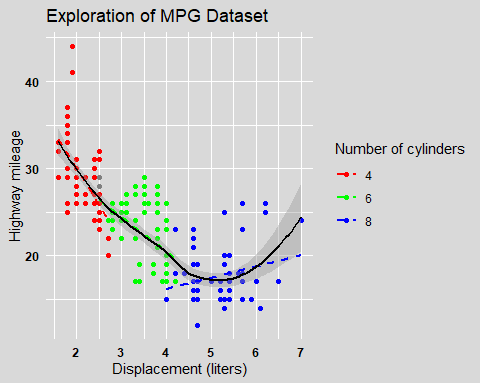 Exploration of MPG Dataset
40
30
20
Highway mileage
2 3 4 5 6 7
Displacement (liters)
Number of cylinders
4
6
8